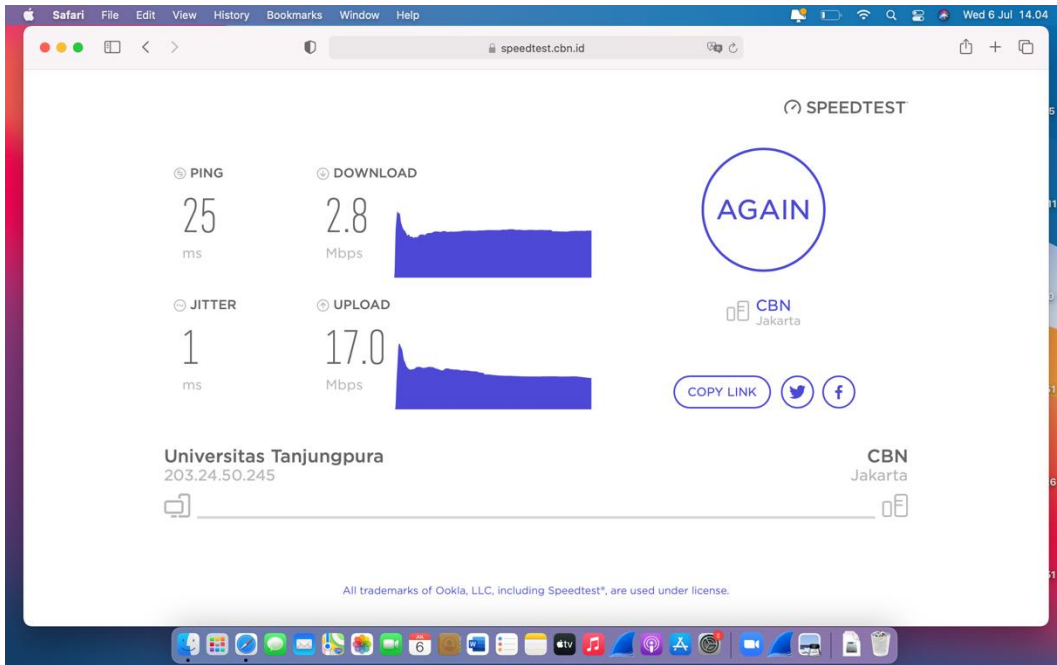 Safari File Edit View History Bookmarks Window Help Wed 6 Jul 14.04
speedtest.cbn.id
SPEEDTEST
PING
25
ms
DOWNLOAD
2.8
Mbps
AGAIN
JITTER
1
ms
UPLOAD
17.0
Mbps
CBN
Jakarta
COPY LINK
Universitas Tanjungpura
203.24.50.245
CBN
Jakarta
All trademarks of Ookla, LLC, including Speedtest®, are used under license.